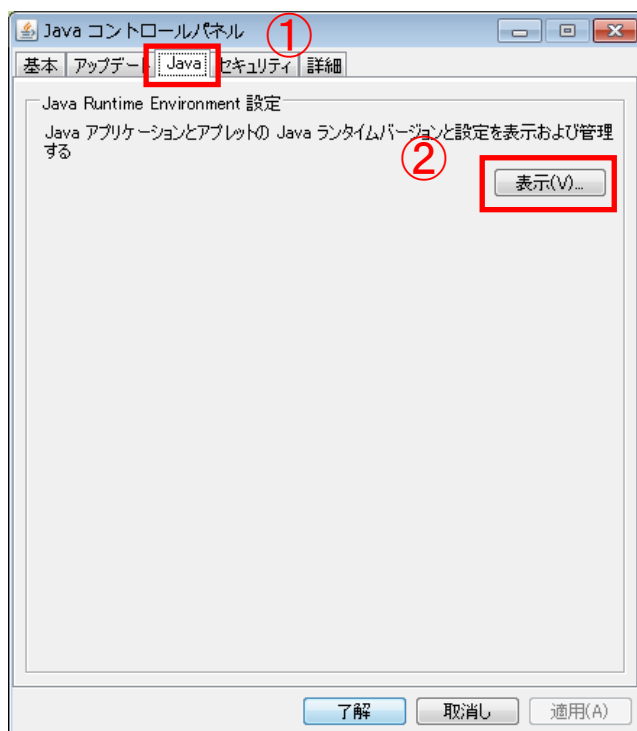 Java コントロールパネル
①
基本 アップデート Java セキュリティ 詳細
Java Runtime Environment 設定
Java アプリケーションとアプレットの Java ランタイムバージョンと設定を表示および管理
する
②
表示(V)...
了解 取消し 適用(A)